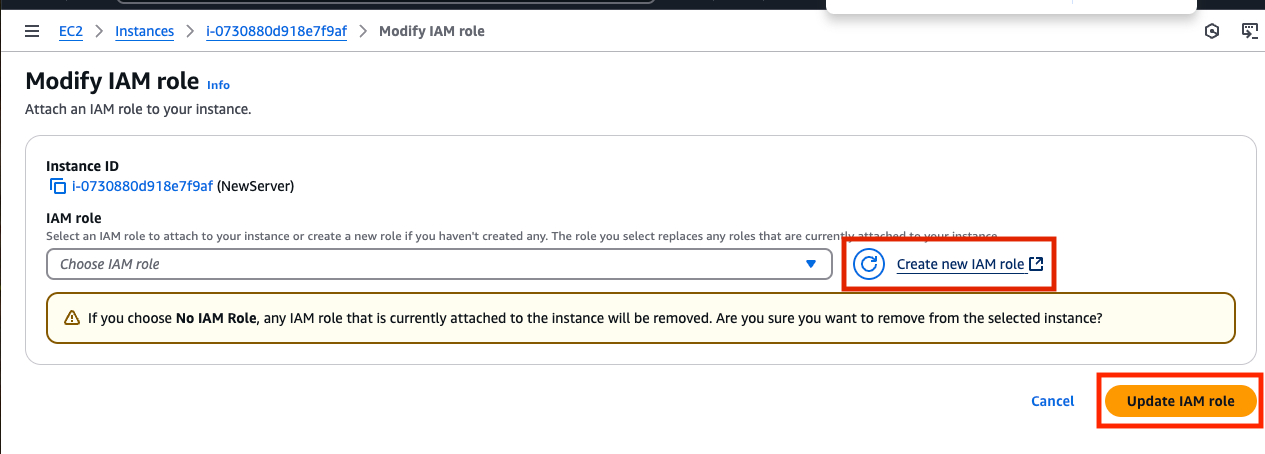 EC2 > Instances > i-0730880d918e7f9af > Modify IAM role
Modify IAM role Info
Attach an IAM role to your instance.
Instance ID
i-0730880d918e7f9af (NewServer)
IAM role
Select an IAM role to attach to your instance or create a new role if you haven't created any. The role you select replaces any roles that are currently attached to your instance.
Choose IAM role
Create new IAM role
If you choose No IAM Role, any IAM role that is currently attached to the instance will be removed. Are you sure you want to remove from the selected instance?
Cancel
Update IAM role